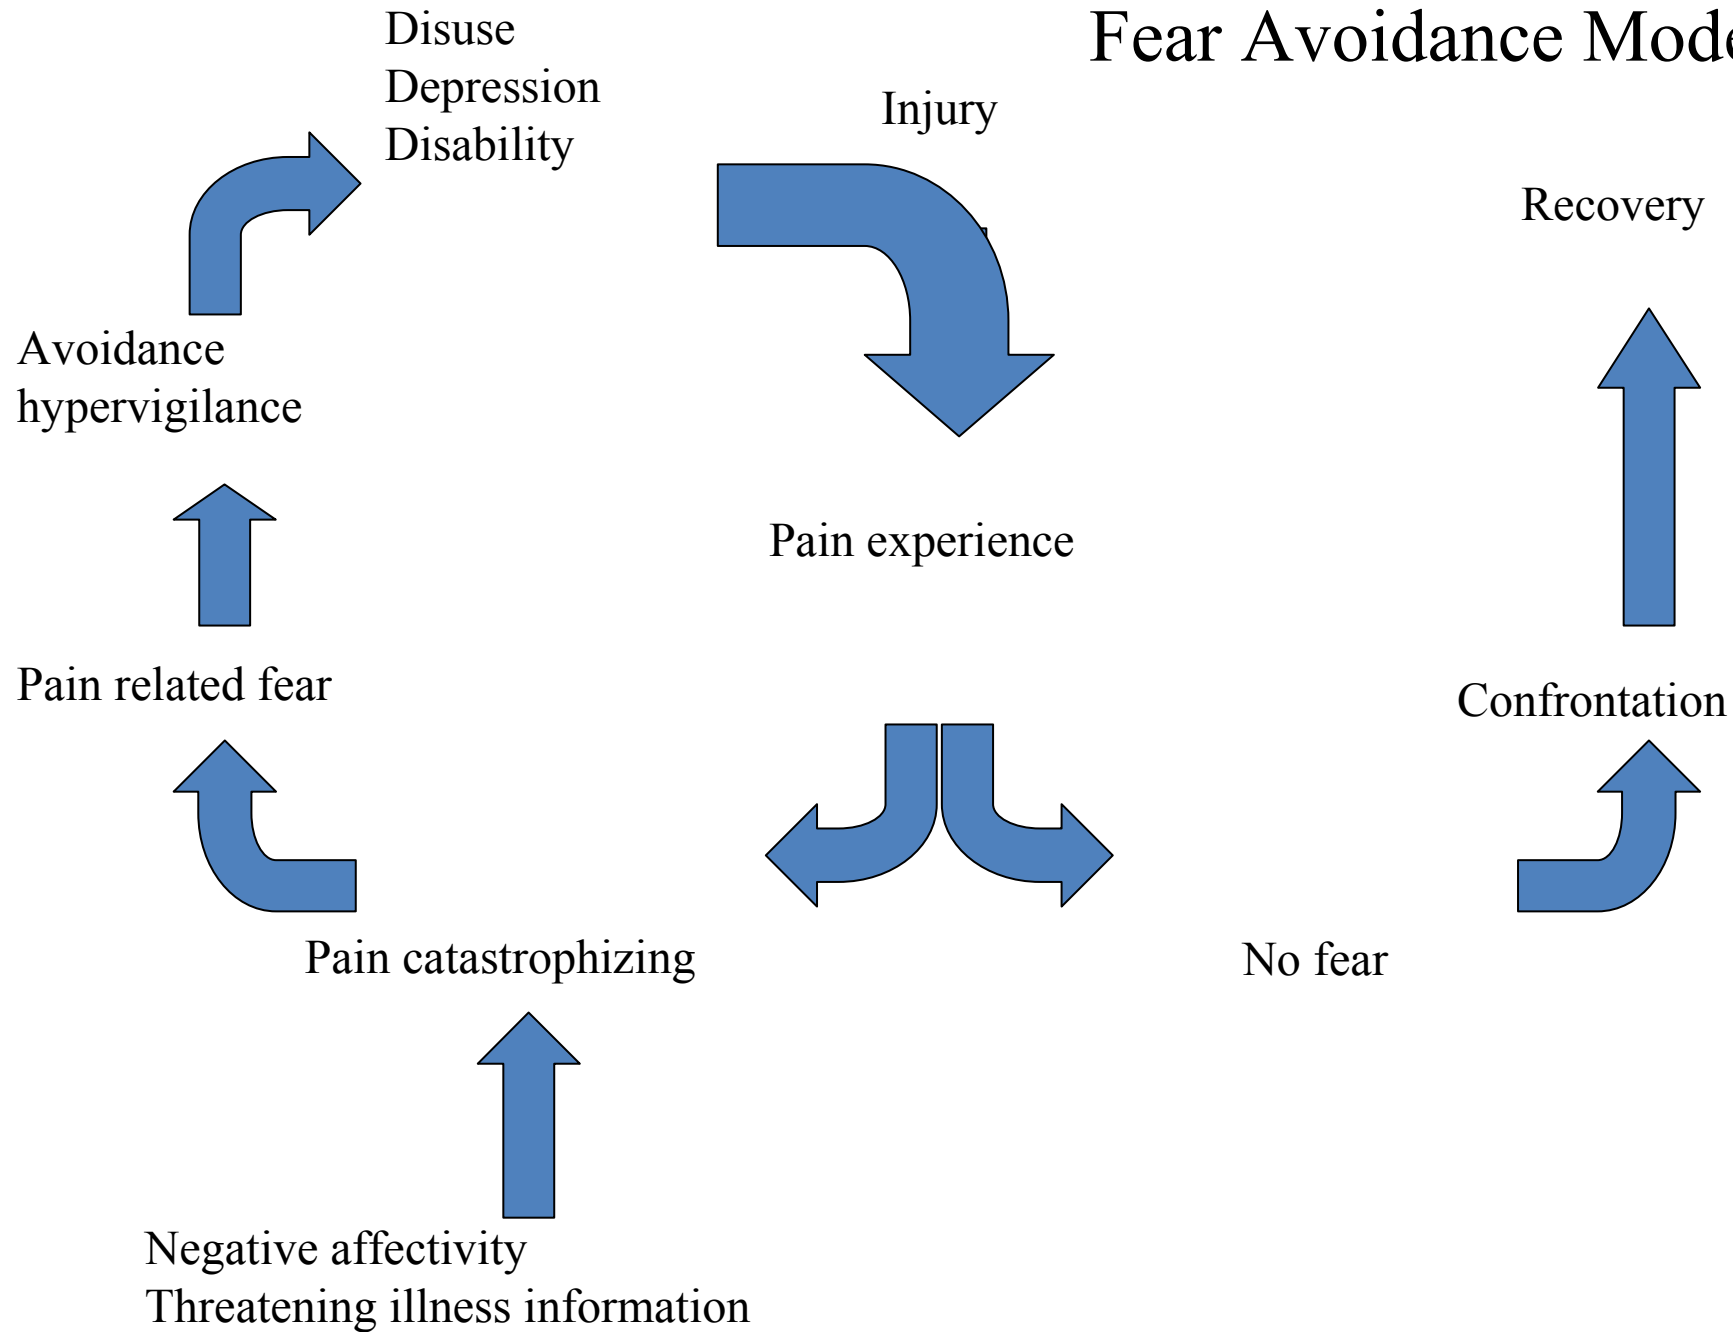 Fear Avoidance Mode
Disuse
Depression
Disability
Injury
Recovery
Avoidance
hypervigilance
Pain experience
Pain related fear
Confrontation
Pain catastrophizing
No fear
Negative affectivity
Threatening illness information